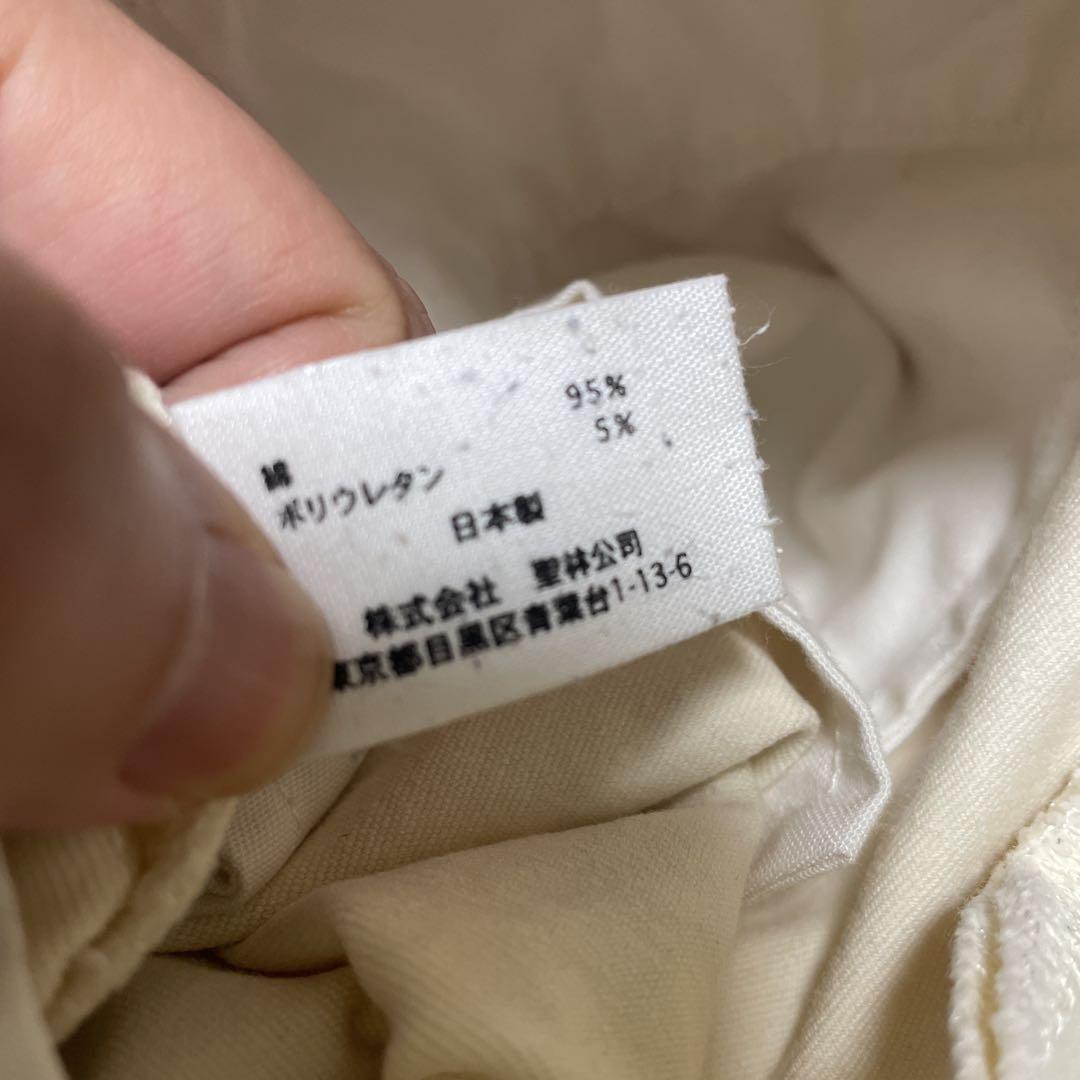 綿 95%
ポリウレタン 5%
日本製
株式会社 聖林公司
東京都目黒区青葉台1-13-6